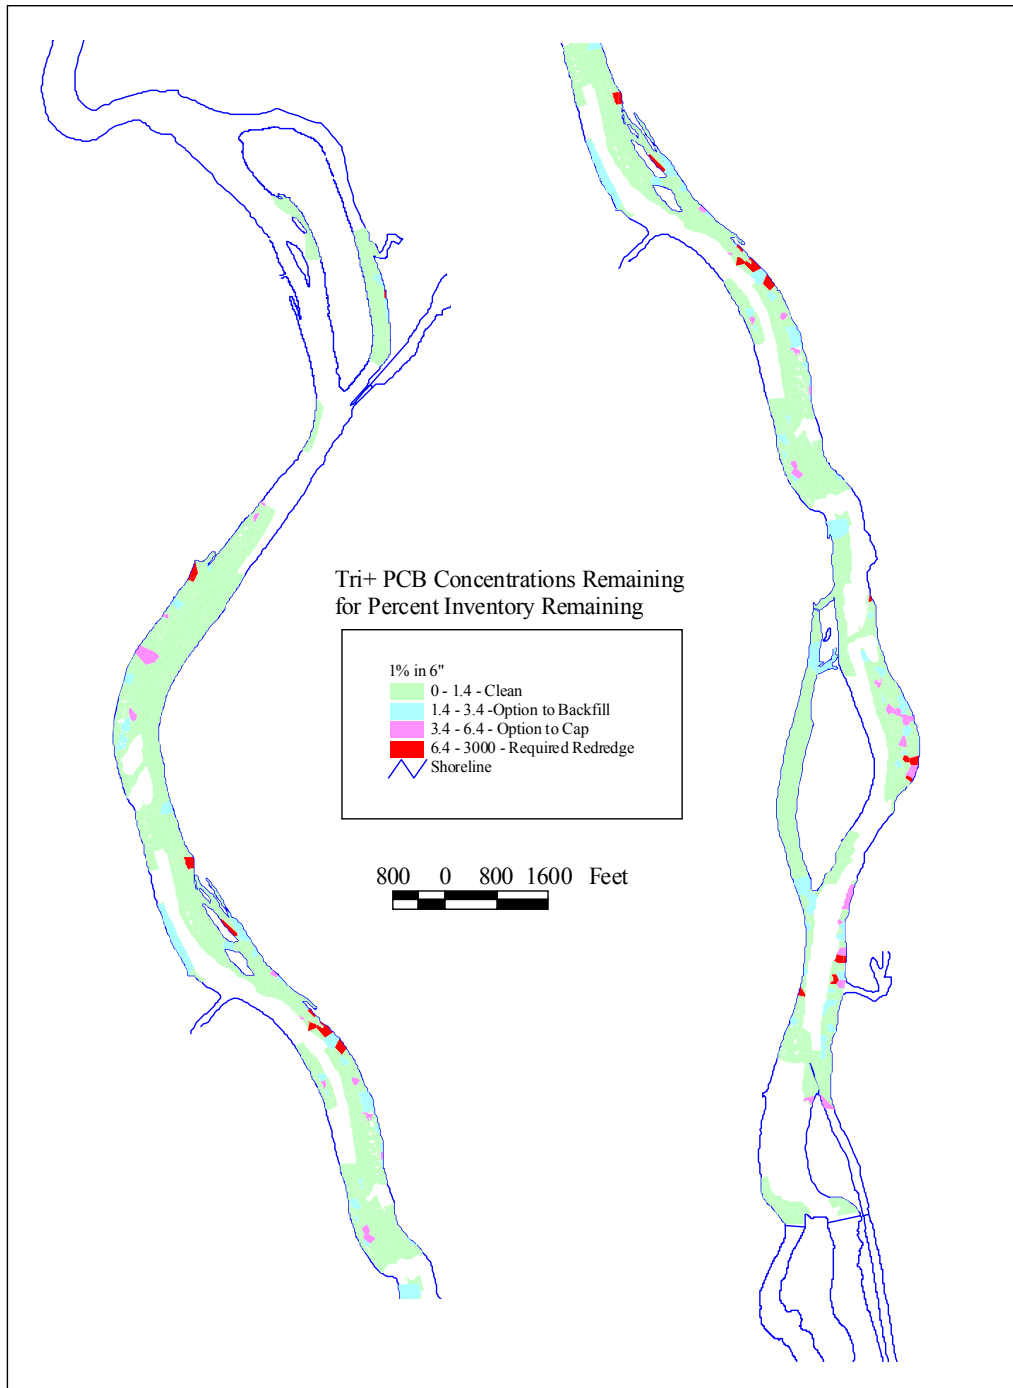 Tri+ PCB Concentrations Remaining
for Percent Inventory Remaining
1% in 6"
0 - 1.4 - Clean
1.4 - 3.4 -Option to Backfill
3.4 - 6.4 - Option to Cap
6.4 - 3000 - Required Redredge
Shoreline
800 0 800 1600 Feet